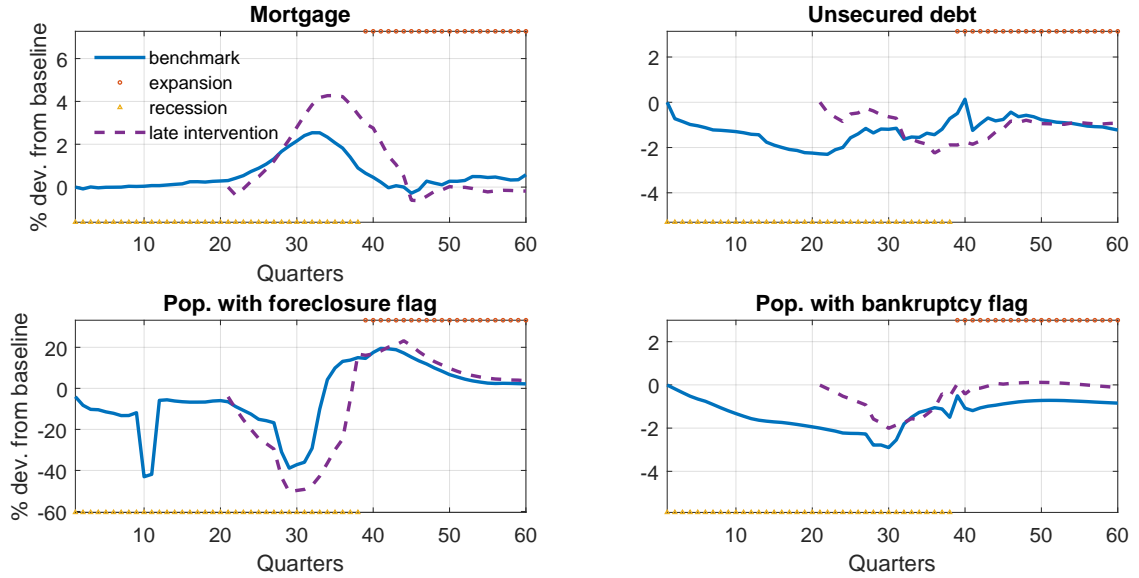 Mortgage
Unsecured debt
% dev. from baseline
6
4
2
0
benchmark
expansion
recession
late intervention
10 20 30 40 50 60
Quarters
2
0
-2
-4
10 20 30 40 50 60
Pop. with foreclosure flag
Pop. with bankruptcy flag
% dev. from baseline
20
0
-20
-40
-60
10 20 30 40 50 60
Quarters
2
0
-2
-4
10 20 30 40 50 60
Quarters